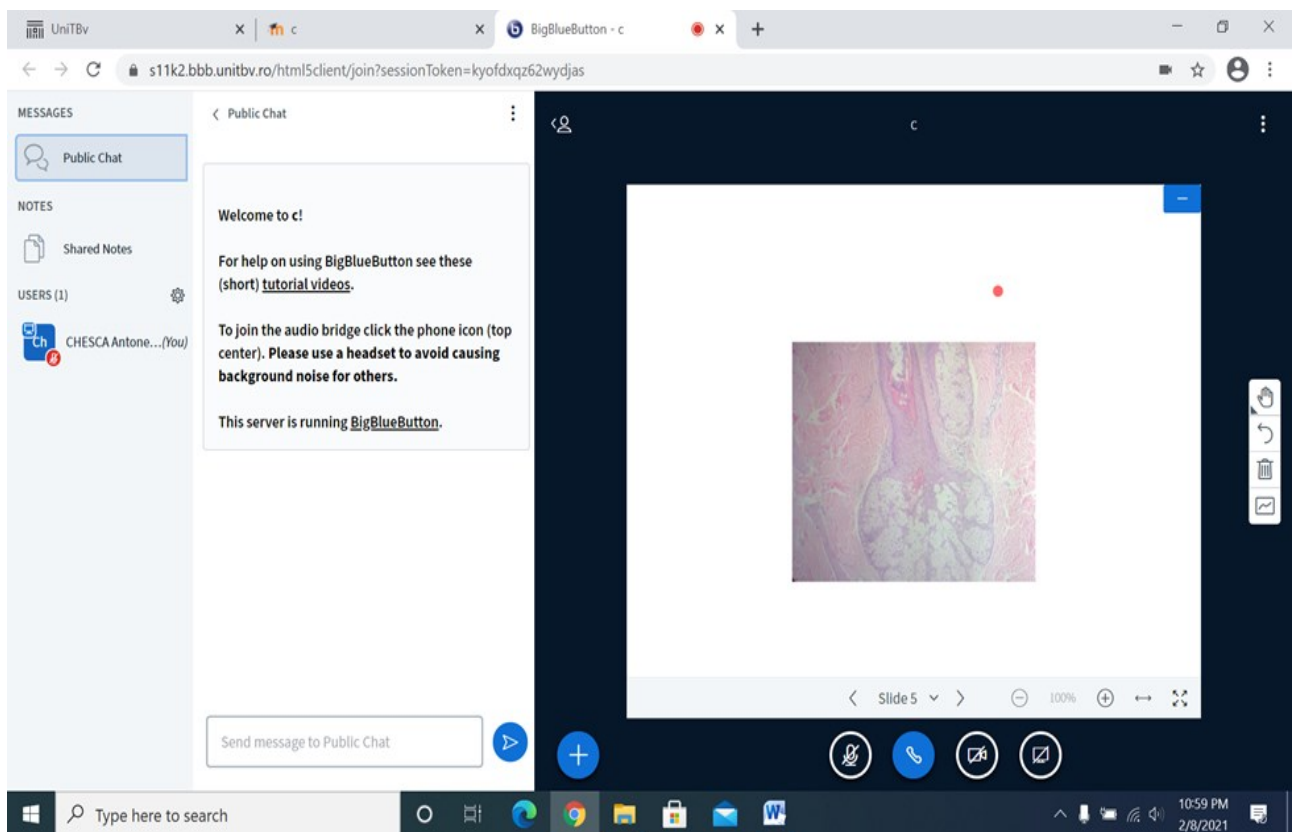 UniTBv
c
BigBlueButton - c
s11k2.bbb.unitbv.ro/html5client/join?sessionToken=kyofdxqz62wydjas
MESSAGES
Public Chat
NOTES
Shared Notes
USERS (1)
Ch
CHESCA Antone...(You)
Public Chat
Welcome to c!
For help on using BigBlueButton see these
(short) tutorial videos.
To join the audio bridge click the phone icon (top
center). Please use a headset to avoid causing
background noise for others.
This server is running BigBlueButton.
Send message to Public Chat
c
Slide 5
100%
Type here to search
10:59 PM
2/8/2021